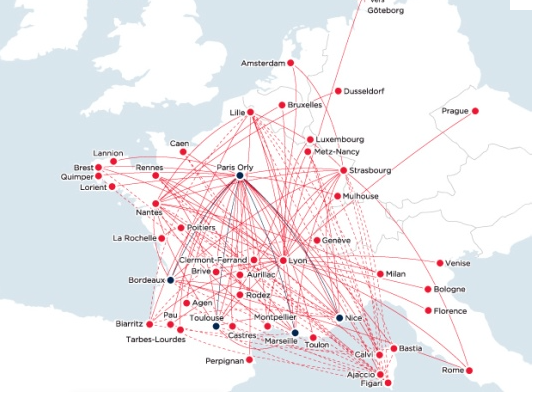 vers
Göteborg
Amsterdam
Dusseldorf
Bruxelles
Lille
Prague
Luxembourg
Metz-Nancy
Caen
Lannion
Brest
Rennes
Paris Orly
Strasbourg
Quimper
Lorient
Mulhouse
Nantes
Poitiers
La Rochelle
Genève
Clermont-Ferrand
Lyon
Venise
Brive
Aurillac
Milan
Bordeaux
Bologne
Rodez
Agen
Florence
Pau
Toulouse
Montpellier
Nice
Biarritz
Castres
Marseille
Tarbes-Lourdes
Toulon
Bastia
Calvi
Perpignan
Rome
Ajaccio
Figari